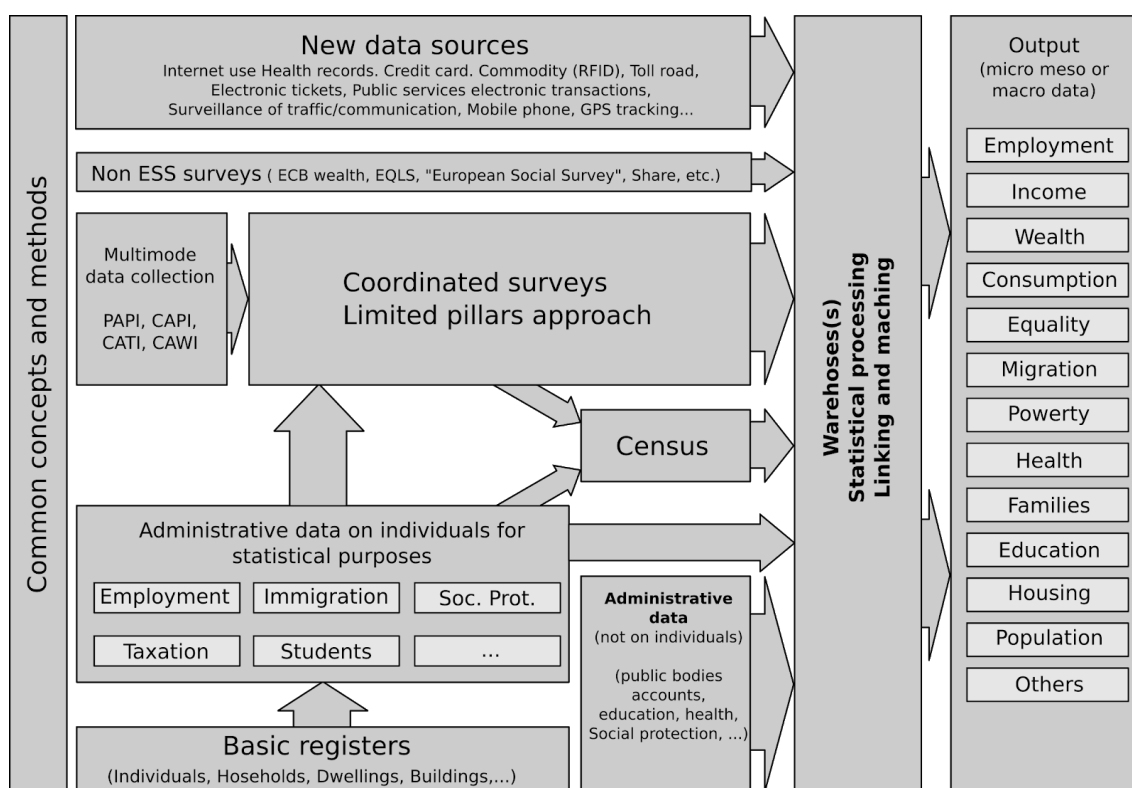 Common concepts and methods
New data sources
Internet use Health records. Credit card. Commodity (RFID), Toll road,
Electronic tickets, Public services electronic transactions,
Surveillance of traffic/communication, Mobile phone, GPS tracking...
Non ESS surveys ( ECB wealth, EQLS, "European Social Survey", Share, etc.)
Multimode
data collection
PAPI, CAPI,
CATI, CAWI
Coordinated surveys
Limited pillars approach
Census
Administrative data on individuals for
statistical purposes
Employment
Immigration
Soc. Prot.
Taxation
Students
...
Basic registers
(Individuals, Hoseholds, Dwellings, Buildings,...)
Administrative
data
(not on individuals)
(public bodies
accounts,
education, health,
Social protection, ...)
Warehoses(s)
Statistical processing
Linking and maching
Output
(micro meso or
macro data)
Employment
Income
Wealth
Consumption
Equality
Migration
Powerty
Health
Families
Education
Housing
Population
Others